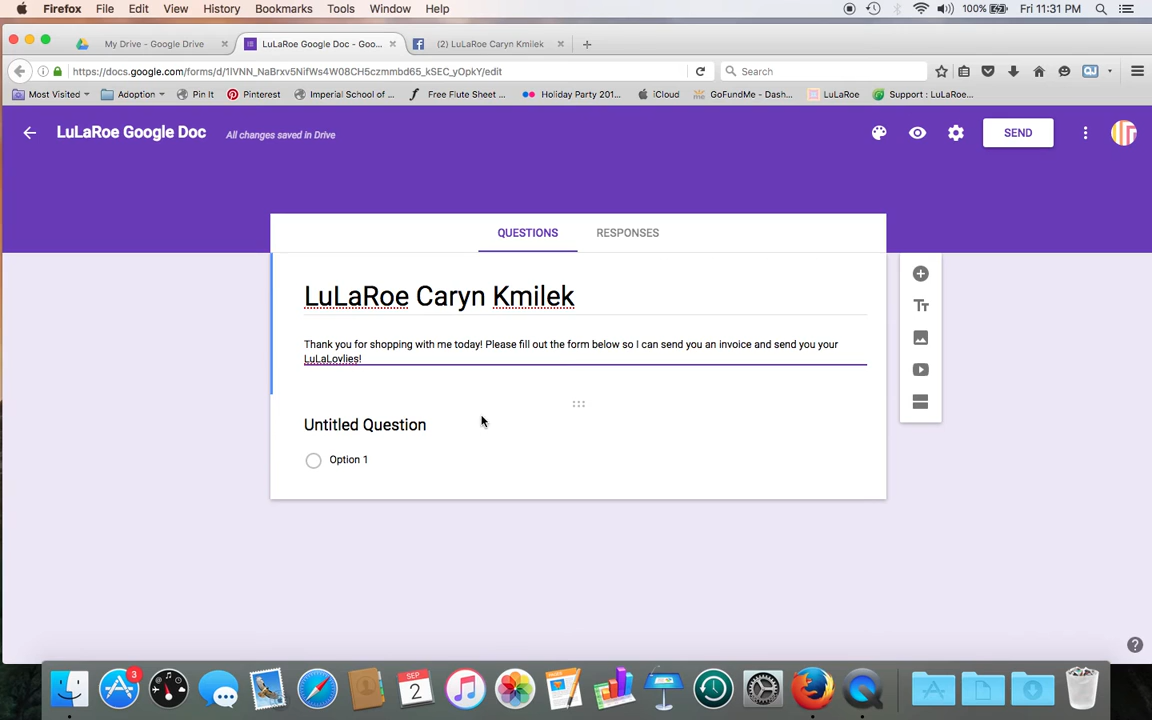 Firefox File Edit View History Bookmarks Tools Window Help 100% Fri 11:31 PM
My Drive - Google Drive LuLaRoe Google Doc - Goo... (2) LuLaRoe Caryn Kmilek
https://docs.google.com/forms/d/1IVNN_NaBrxv5NifWs4W08CH5czmmbd65_kSEC_yOpkY/edit Search
Most Visited Adoption Pin It Pinterest Imperial School of ... Free Flute Sheet ... Holiday Party 201... iCloud GoFundMe - Dash... LuLaRoe Support : LuLaRoe...
LuLaRoe Google Doc All changes saved in Drive SEND
QUESTIONS RESPONSES
LuLaRoe Caryn Kmilek
Thank you for shopping with me today! Please fill out the form below so I can send you an invoice and send you your
LuLaLovlies!
Untitled Question
Option 1
3
SEP
2